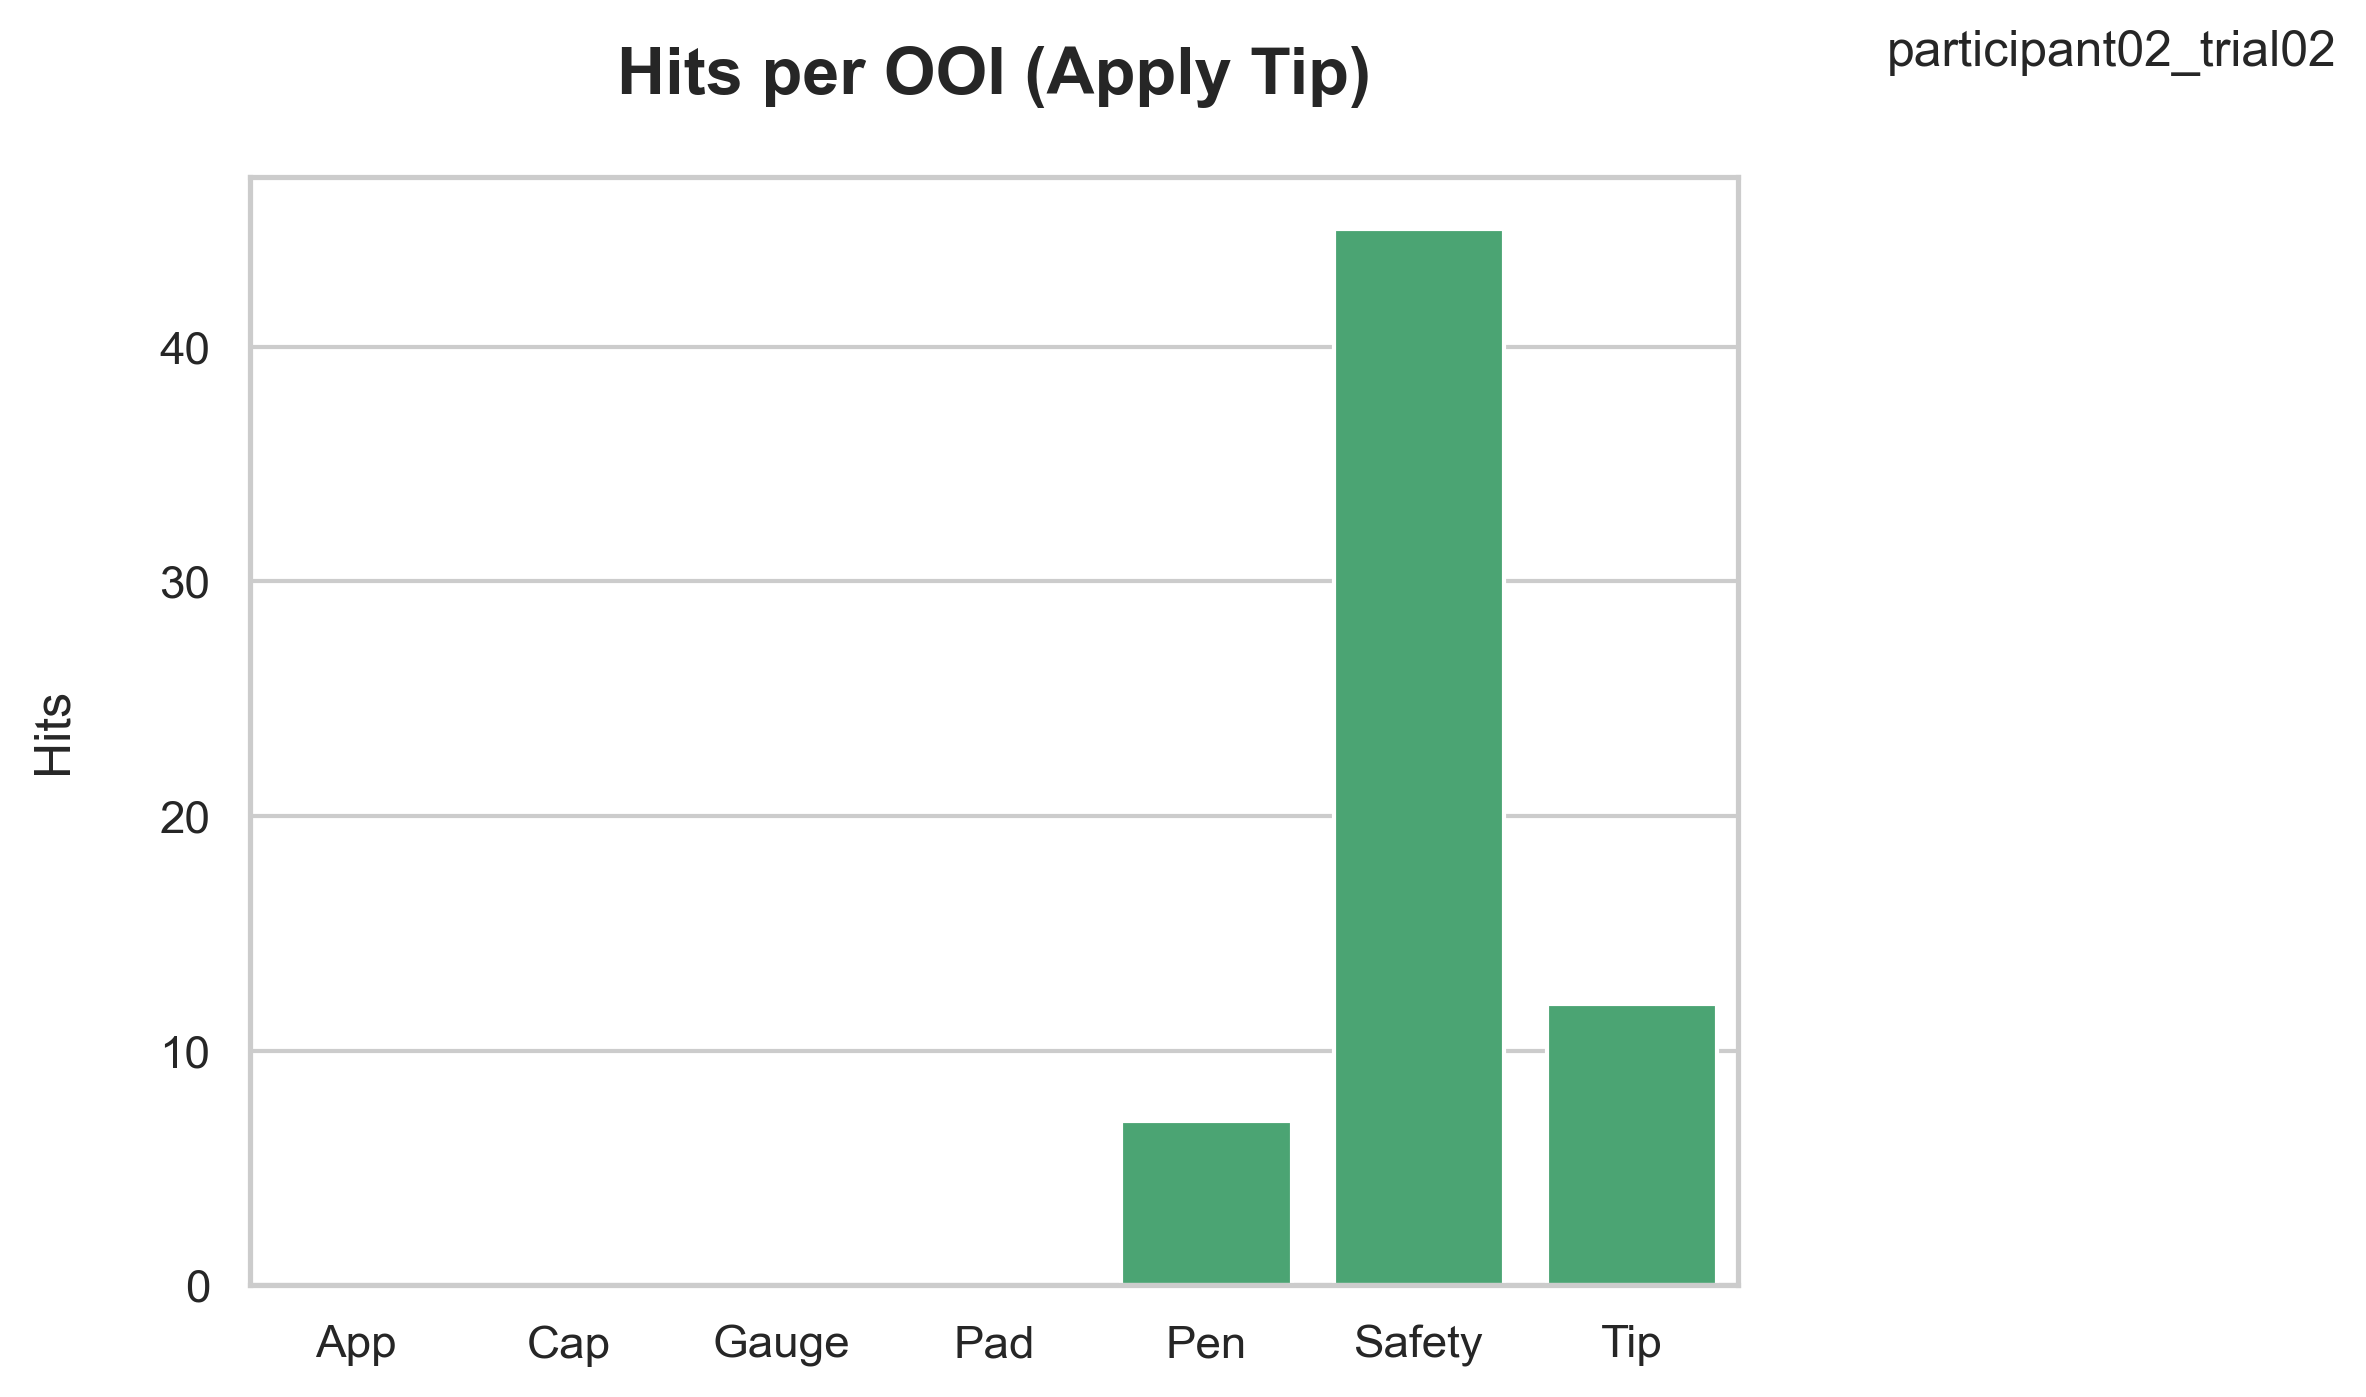 participant02_trial02
Hits per OOI (Apply Tip)
Hits
40
30
20
10
0
App Cap Gauge Pad Pen Safety Tip